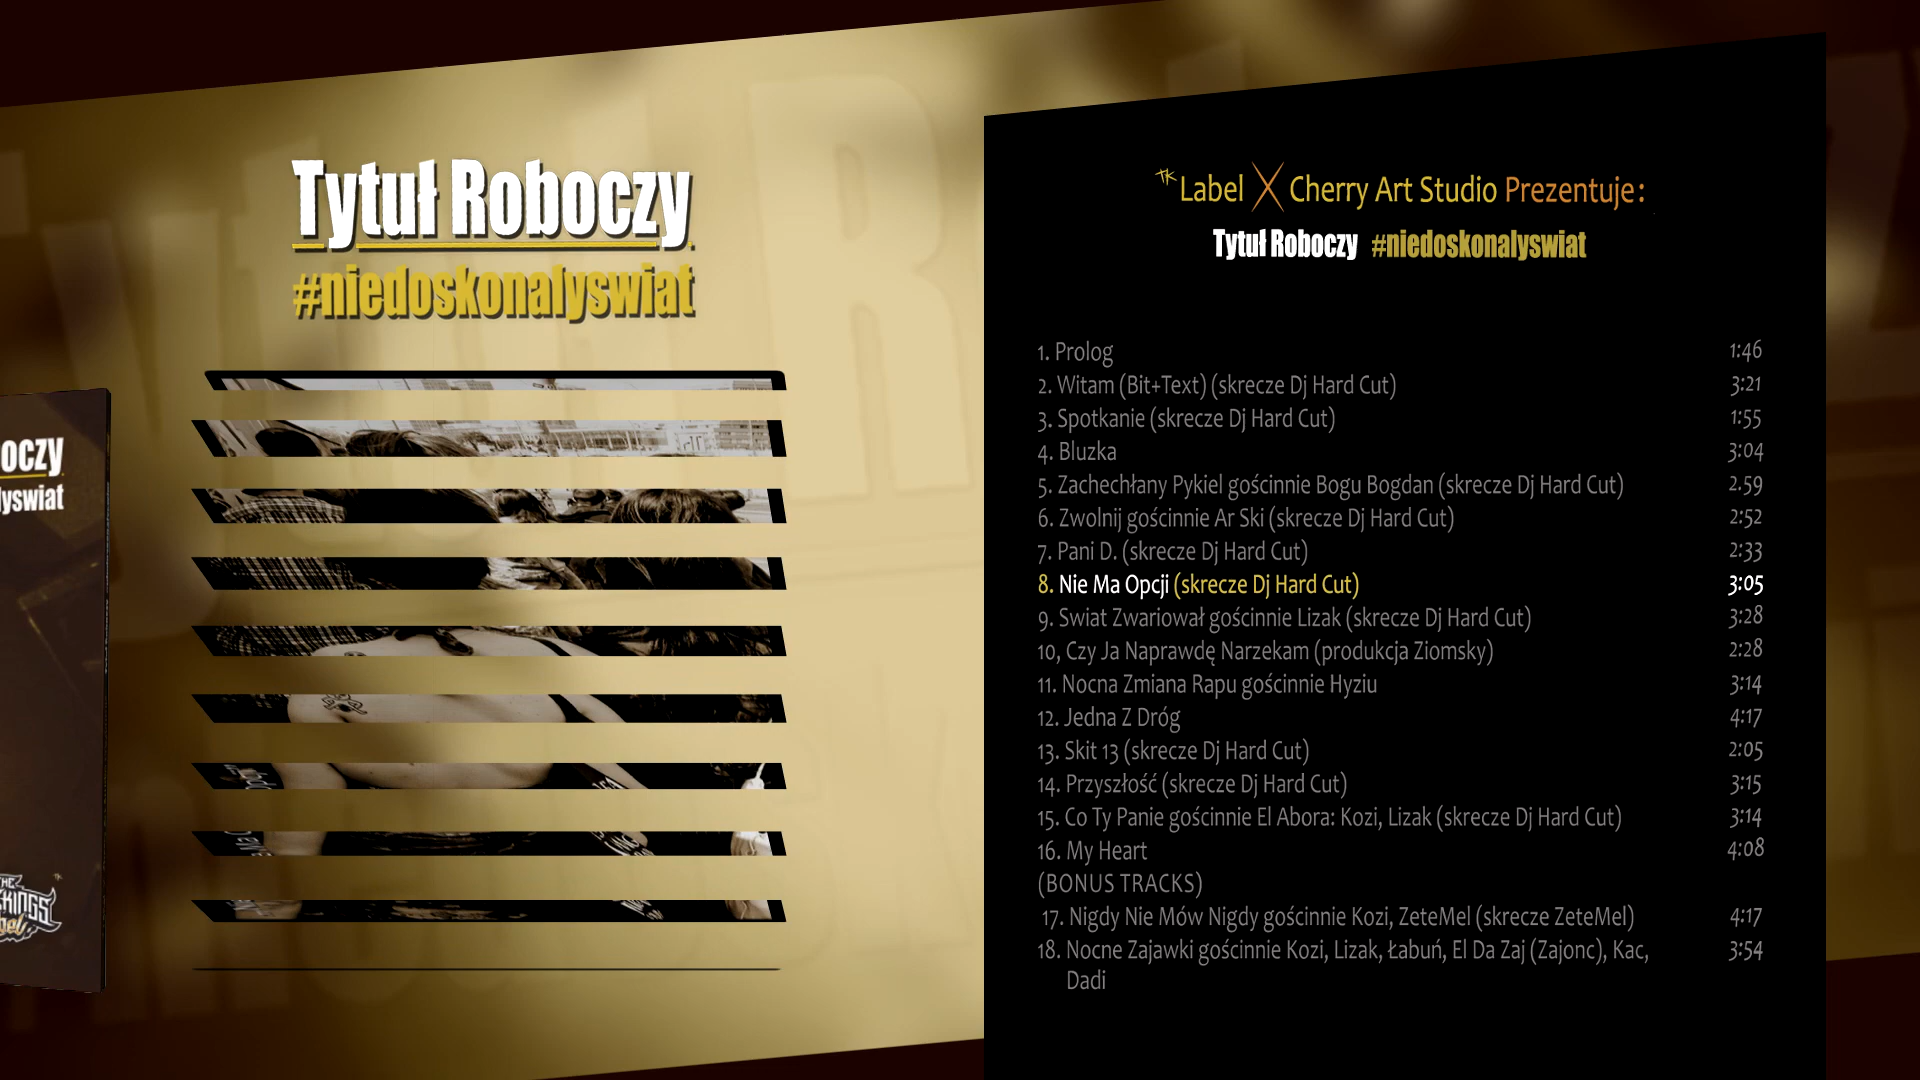 Tytuł Roboczy
#niedoskonalyswiat
oczy
lyswiat
THE
KINGS
TK Label X Cherry Art Studio Prezentuje:
Tytuł Roboczy #niedoskonalyswiat
1. Prolog 1:46
2. Witam (Bit+Text) (skrecze Dj Hard Cut) 3:21
3. Spotkanie (skrecze Dj Hard Cut) 1:55
4. Bluzka 3:04
5. Zachechłany Pykiel gościnnie Bogu Bogdan (skrecze Dj Hard Cut) 2.59
6. Zwolnij gościnnie Ar Ski (skrecze Dj Hard Cut) 2:52
7. Pani D. (skrecze Dj Hard Cut) 2:33
8. Nie Ma Opcji (skrecze Dj Hard Cut) 3:05
9. Swiat Zwariował gościnnie Lizak (skrecze Dj Hard Cut) 3:28
10, Czy Ja Naprawdę Narzekam (produkcja Ziomsky) 2:28
11. Nocna Zmiana Rapu gościnnie Hyziu 3:14
12. Jedna Z Dróg 4:17
13. Skit 13 (skrecze Dj Hard Cut) 2:05
14. Przyszłość (skrecze Dj Hard Cut) 3:15
15. Co Ty Panie gościnnie El Abora: Kozi, Lizak (skrecze Dj Hard Cut) 3:14
16. My Heart 4:08
(BONUS TRACKS)
17. Nigdy Nie Mów Nigdy gościnnie Kozi, ZeteMel (skrecze ZeteMel) 4:17
18. Nocne Zajawki gościnnie Kozi, Lizak, Łabuń, El Da Zaj (Zajonc), Kac, 3:54
Dadi